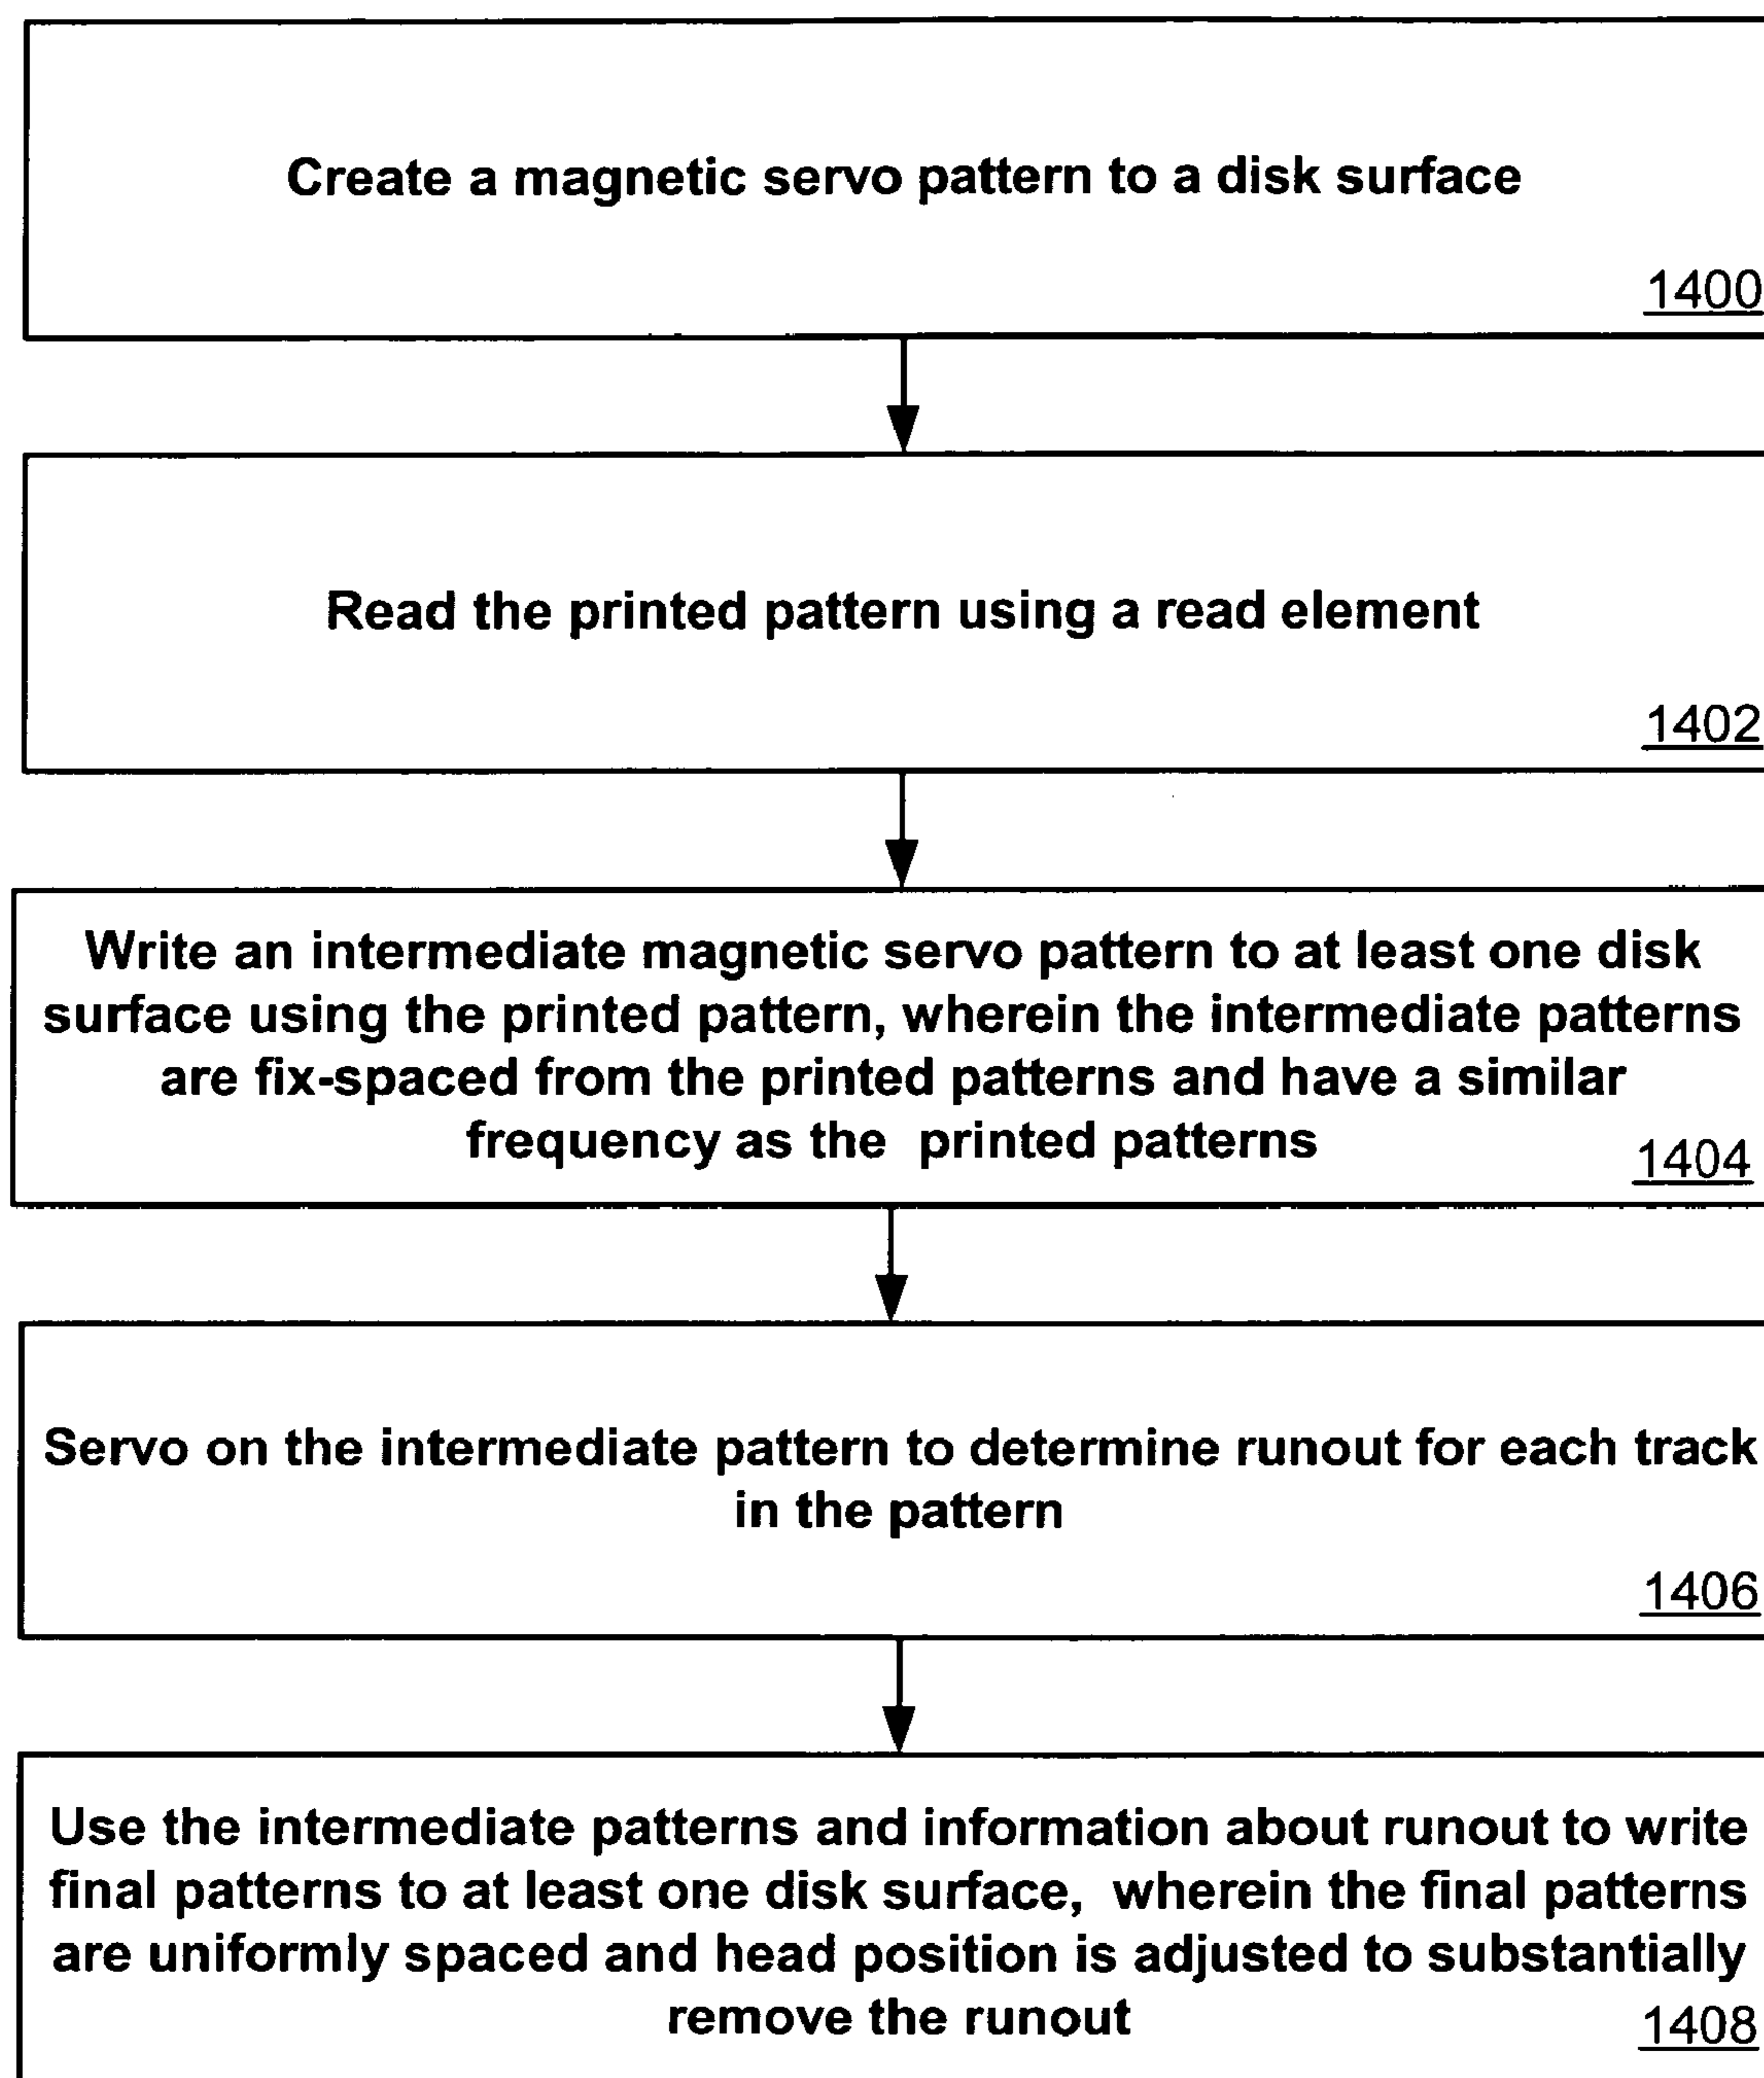 Create a magnetic servo pattern to a disk surface
1400
Read the printed pattern using a read element
1402
Write an intermediate magnetic servo pattern to at least one disk
surface using the printed pattern, wherein the intermediate patterns
are fix-spaced from the printed patterns and have a similar
frequency as the printed patterns
1404
Servo on the intermediate pattern to determine runout for each track
in the pattern
1406
Use the intermediate patterns and information about runout to write
final patterns to at least one disk surface, wherein the final patterns
are uniformly spaced and head position is adjusted to substantially
remove the runout
1408